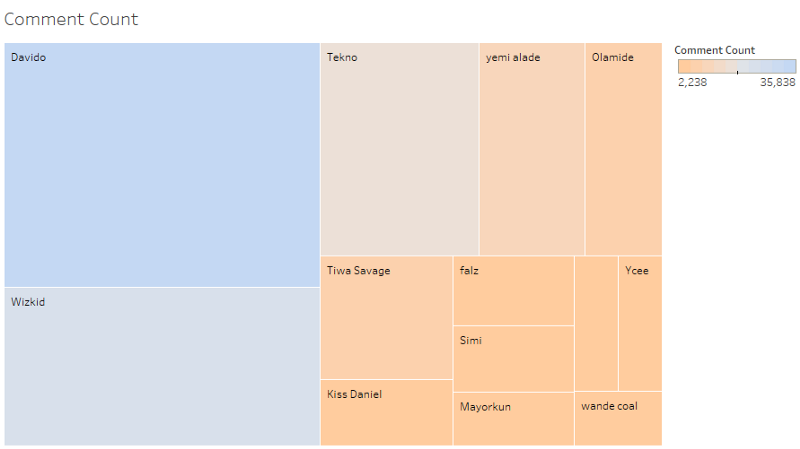 Comment Count
Davido
Tekno
yemi alade
Olamide
Comment Count
2,238
35,838
Tiwa Savage
falz
Ycee
Wizkid
Simi
Kiss Daniel
Mayorkun
wande coal